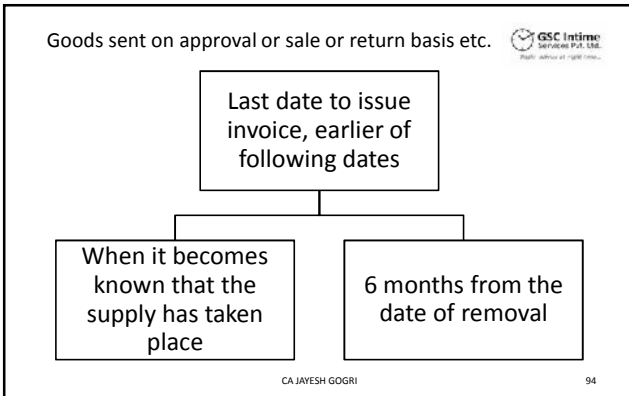 Goods sent on approval or sale or return basis etc.
GSC Intime
Services Pvt. Ltd.
Last date to issue
invoice, earlier of
following dates
When it becomes
known that the
supply has taken
place
6 months from the
date of removal
CA JAYESH GOGRI
94